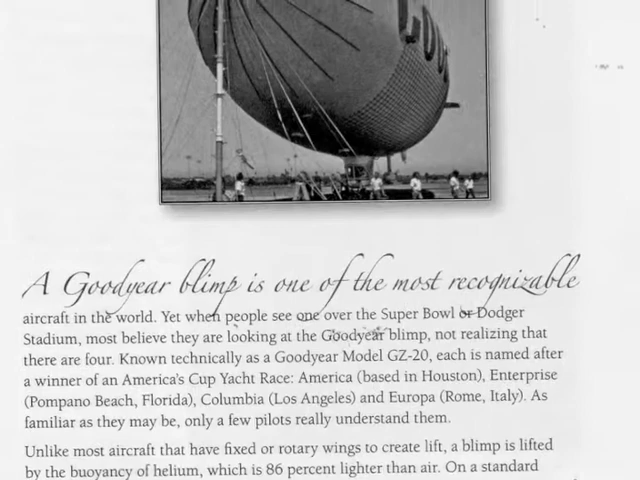 GOOD
A Goodyear blimp is one of the most recognizable
aircraft in the world. Yet when people see one over the Super Bowl or Dodger
Stadium, most believe they are looking at the Goodyear blimp, not realizing that
there are four. Known technically as a Goodyear Model GZ-20, each is named after
a winner of an America's Cup Yacht Race: America (based in Houston), Enterprise
(Pompano Beach, Florida), Columbia (Los Angeles) and Europa (Rome, Italy). As
familiar as they may be, only a few pilots really understand them.
Unlike most aircraft that have fixed or rotary wings to create lift, a blimp is lifted
by the buoyancy of helium, which is 86 percent lighter than air. On a standard